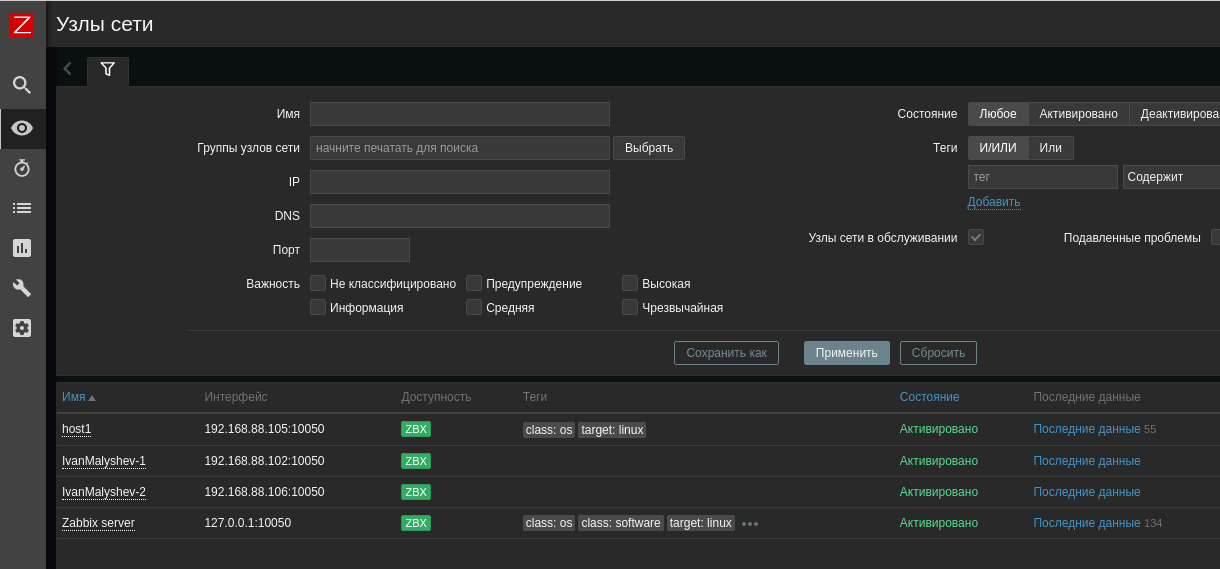 Z
Узлы сети
Имя
Состояние Любое Активировано Деактивирова
Группы узлов сети начните печатать для поиска Выбрать
Теги И/ИЛИ Или
IP
тег Содержит
DNS
Добавить
Порт
Узлы сети в обслуживании Подавленные проблемы
Важность Не классифицировано Предупреждение Высокая
Информация Средняя Чрезвычайная
Сохранить как Применить Сбросить
Имя Интерфейс Доступность Теги Состояние Последние данные
host1 192.168.88.105:10050 ZBX class: os target: linux Активировано Последние данные 55
IvanMalyshev-1 192.168.88.102:10050 ZBX Активировано Последние данные
IvanMalyshev-2 192.168.88.106:10050 ZBX Активировано Последние данные
Zabbix server 127.0.0.1:10050 ZBX class: os class: software target: linux ••• Активировано Последние данные 134